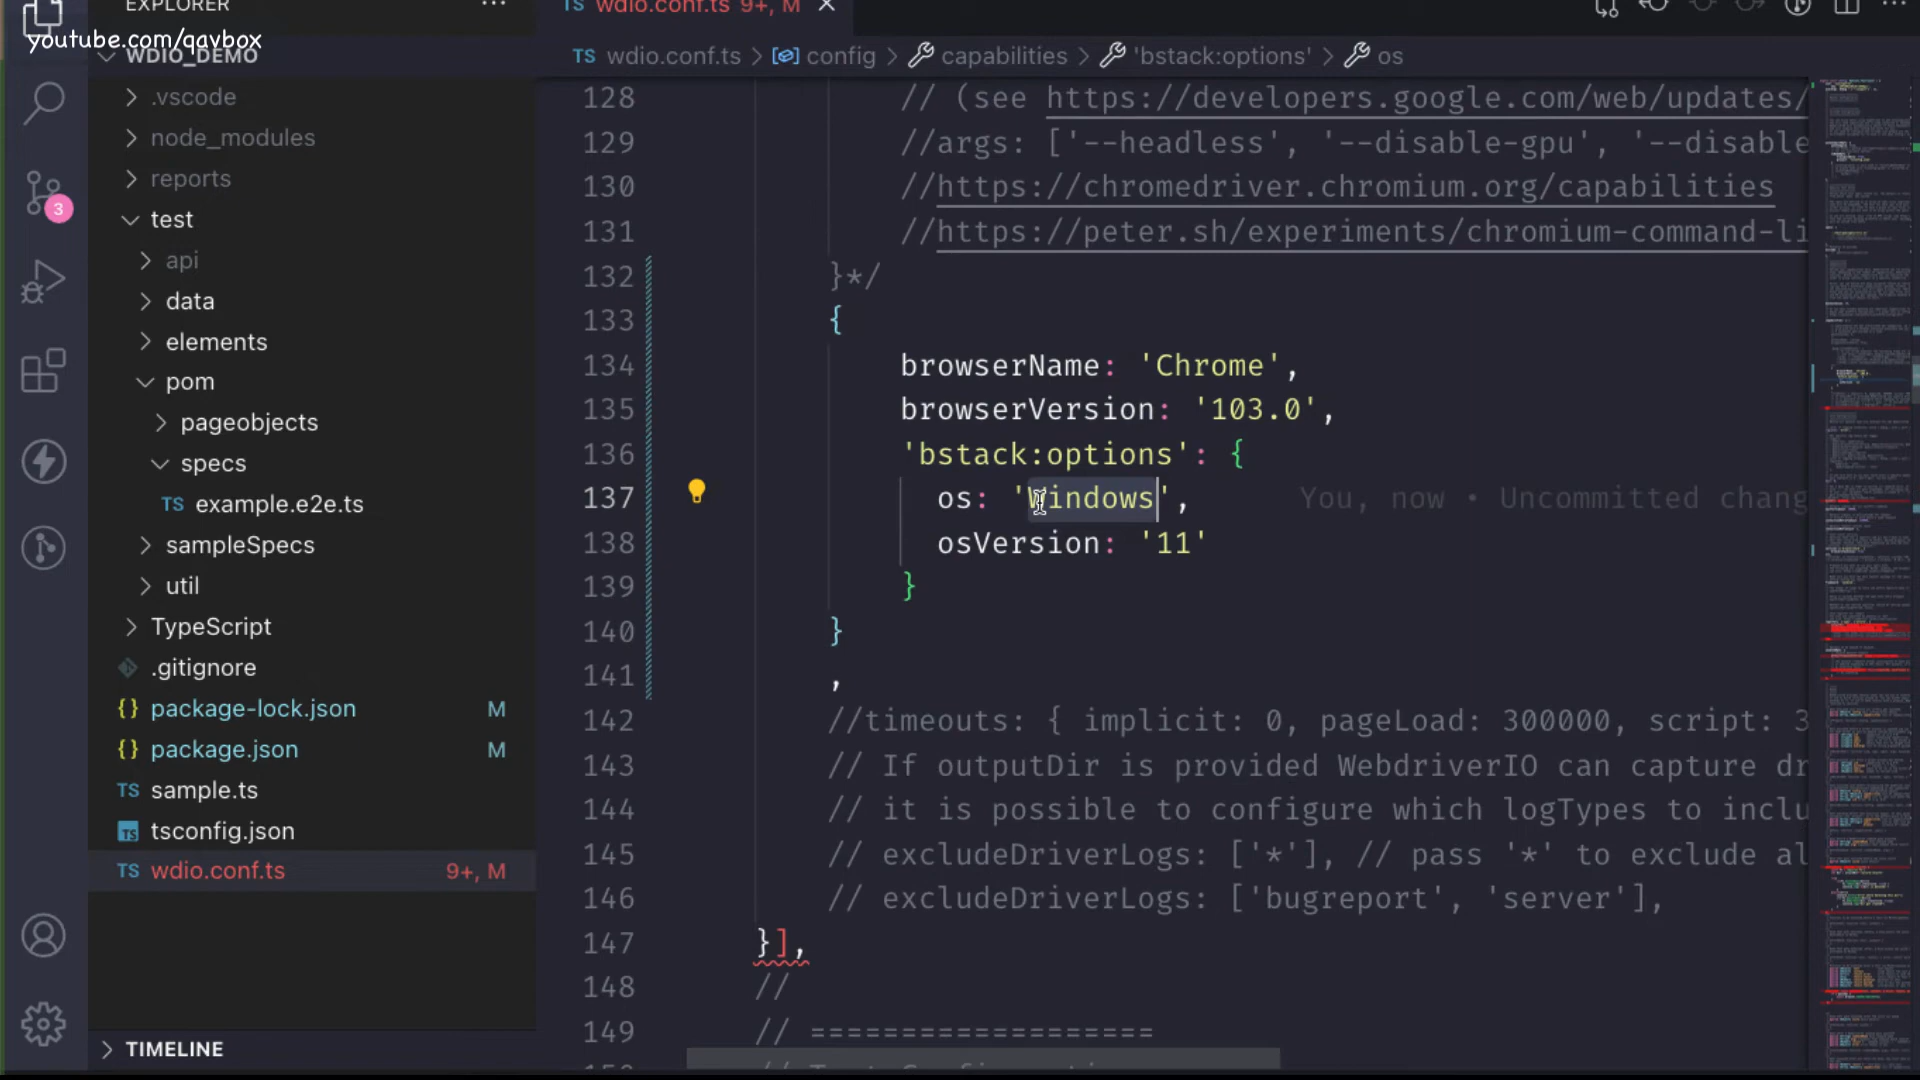 EXPLORER
...
TS wdio.conf.ts 9+, M
youtube.com/qavbox
WDIO_DEMO
TS wdio.conf.ts > config > capabilities > 'bstack:options' > os
.vscode
node_modules
reports
test
api
data
elements
pom
pageobjects
specs
TS example.e2e.ts
sampleSpecs
util
TypeScript
.gitignore
{} package-lock.json M
{} package.json M
TS sample.ts
TS tsconfig.json
TS wdio.conf.ts 9+, M
TIMELINE
3
128 // (see https://developers.google.com/web/updates/
129 //args: ['--headless', '--disable-gpu', '--disable
130 //https://chromedriver.chromium.org/capabilities
131 //https://peter.sh/experiments/chromium-command-li
132 }*/
133 {
134 browserName: 'Chrome',
135 browserVersion: '103.0',
136 'bstack:options': {
137 os: 'Windows', You, now • Uncommitted chang
138 osVersion: '11'
139 }
140 }
141 ,
142 //timeouts: { implicit: 0, pageLoad: 300000, script: 3
143 // If outputDir is provided WebdriverIO can capture dr
144 // it is possible to configure which logTypes to inclu
145 // excludeDriverLogs: ['*'], // pass '*' to exclude al
146 // excludeDriverLogs: ['bugreport', 'server'],
147 }],
148 //
149 // ===================